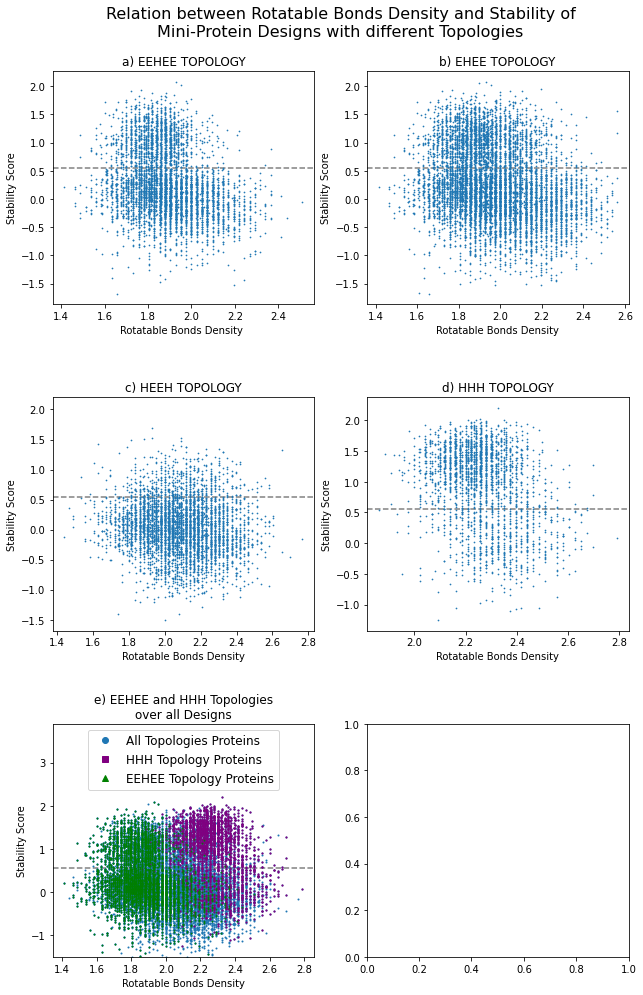 Relation between Rotatable Bonds Density and Stability of
Mini-Protein Designs with different Topologies
a) EEHEE TOPOLOGY
2.0
1.5
1.0
0.5
0.0
−0.5
−1.0
−1.5
Stability Score
1.4 1.6 1.8 2.0 2.2 2.4
Rotatable Bonds Density
b) EHEE TOPOLOGY
2.0
1.5
1.0
0.5
0.0
−0.5
−1.0
−1.5
Stability Score
1.4 1.6 1.8 2.0 2.2 2.4 2.6
Rotatable Bonds Density
c) HEEH TOPOLOGY
2.0
1.5
1.0
0.5
0.0
−0.5
−1.0
−1.5
Stability Score
1.4 1.6 1.8 2.0 2.2 2.4 2.6 2.8
Rotatable Bonds Density
d) HHH TOPOLOGY
2.0
1.5
1.0
0.5
0.0
−0.5
−1.0
Stability Score
2.0 2.2 2.4 2.6 2.8
Rotatable Bonds Density
e) EEHEE and HHH Topologies
over all Designs
All Topologies Proteins
HHH Topology Proteins
EEHEE Topology Proteins
3
2
1
0
−1
Stability Score
1.4 1.6 1.8 2.0 2.2 2.4 2.6 2.8
Rotatable Bonds Density
1.0
0.8
0.6
0.4
0.2
0.0
0.0 0.2 0.4 0.6 0.8 1.0